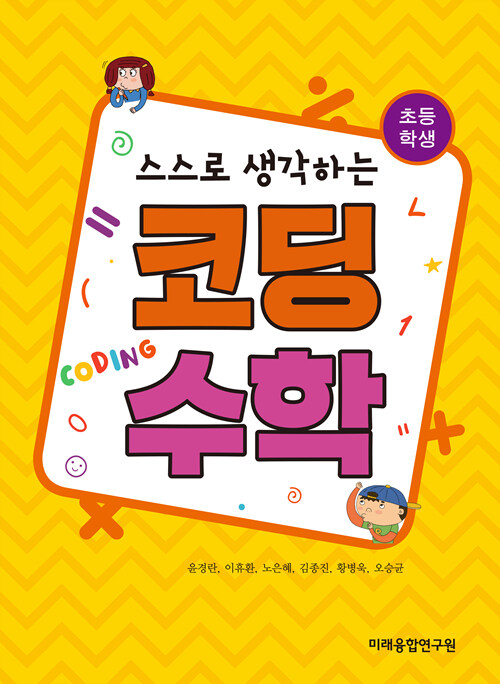 초등
학생
스스로 생각하는
코딩
CODING
수학
윤경란, 이휴환, 노은혜, 김종진, 황병욱, 오승균
미래융합연구원